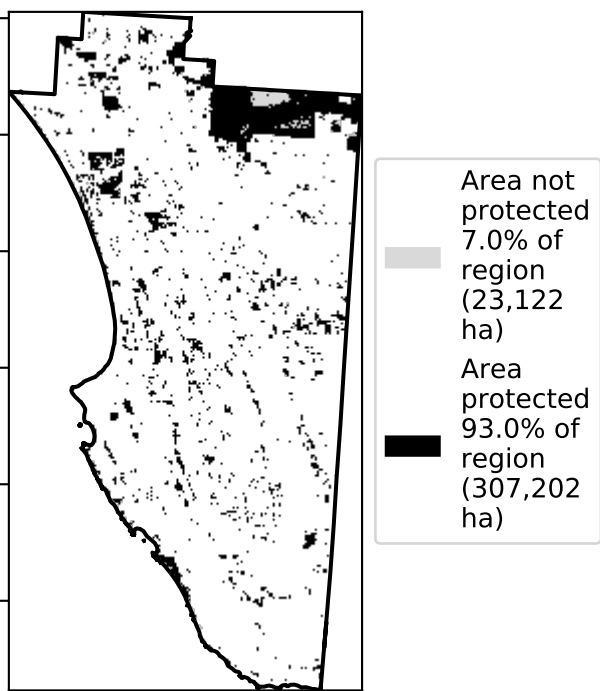 Area not
protected
7.0% of
region
(23,122
ha)
Area
protected
93.0% of
region
(307,202
ha)